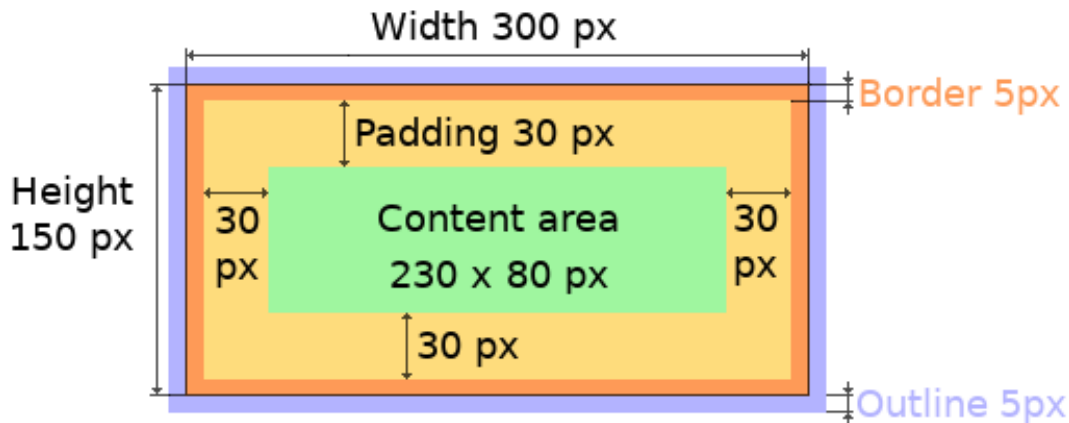 Width 300 px
Border 5px
Padding 30 px
Height
150 px
30
px
Content area
230 x 80 px
30
px
30 px
Outline 5px